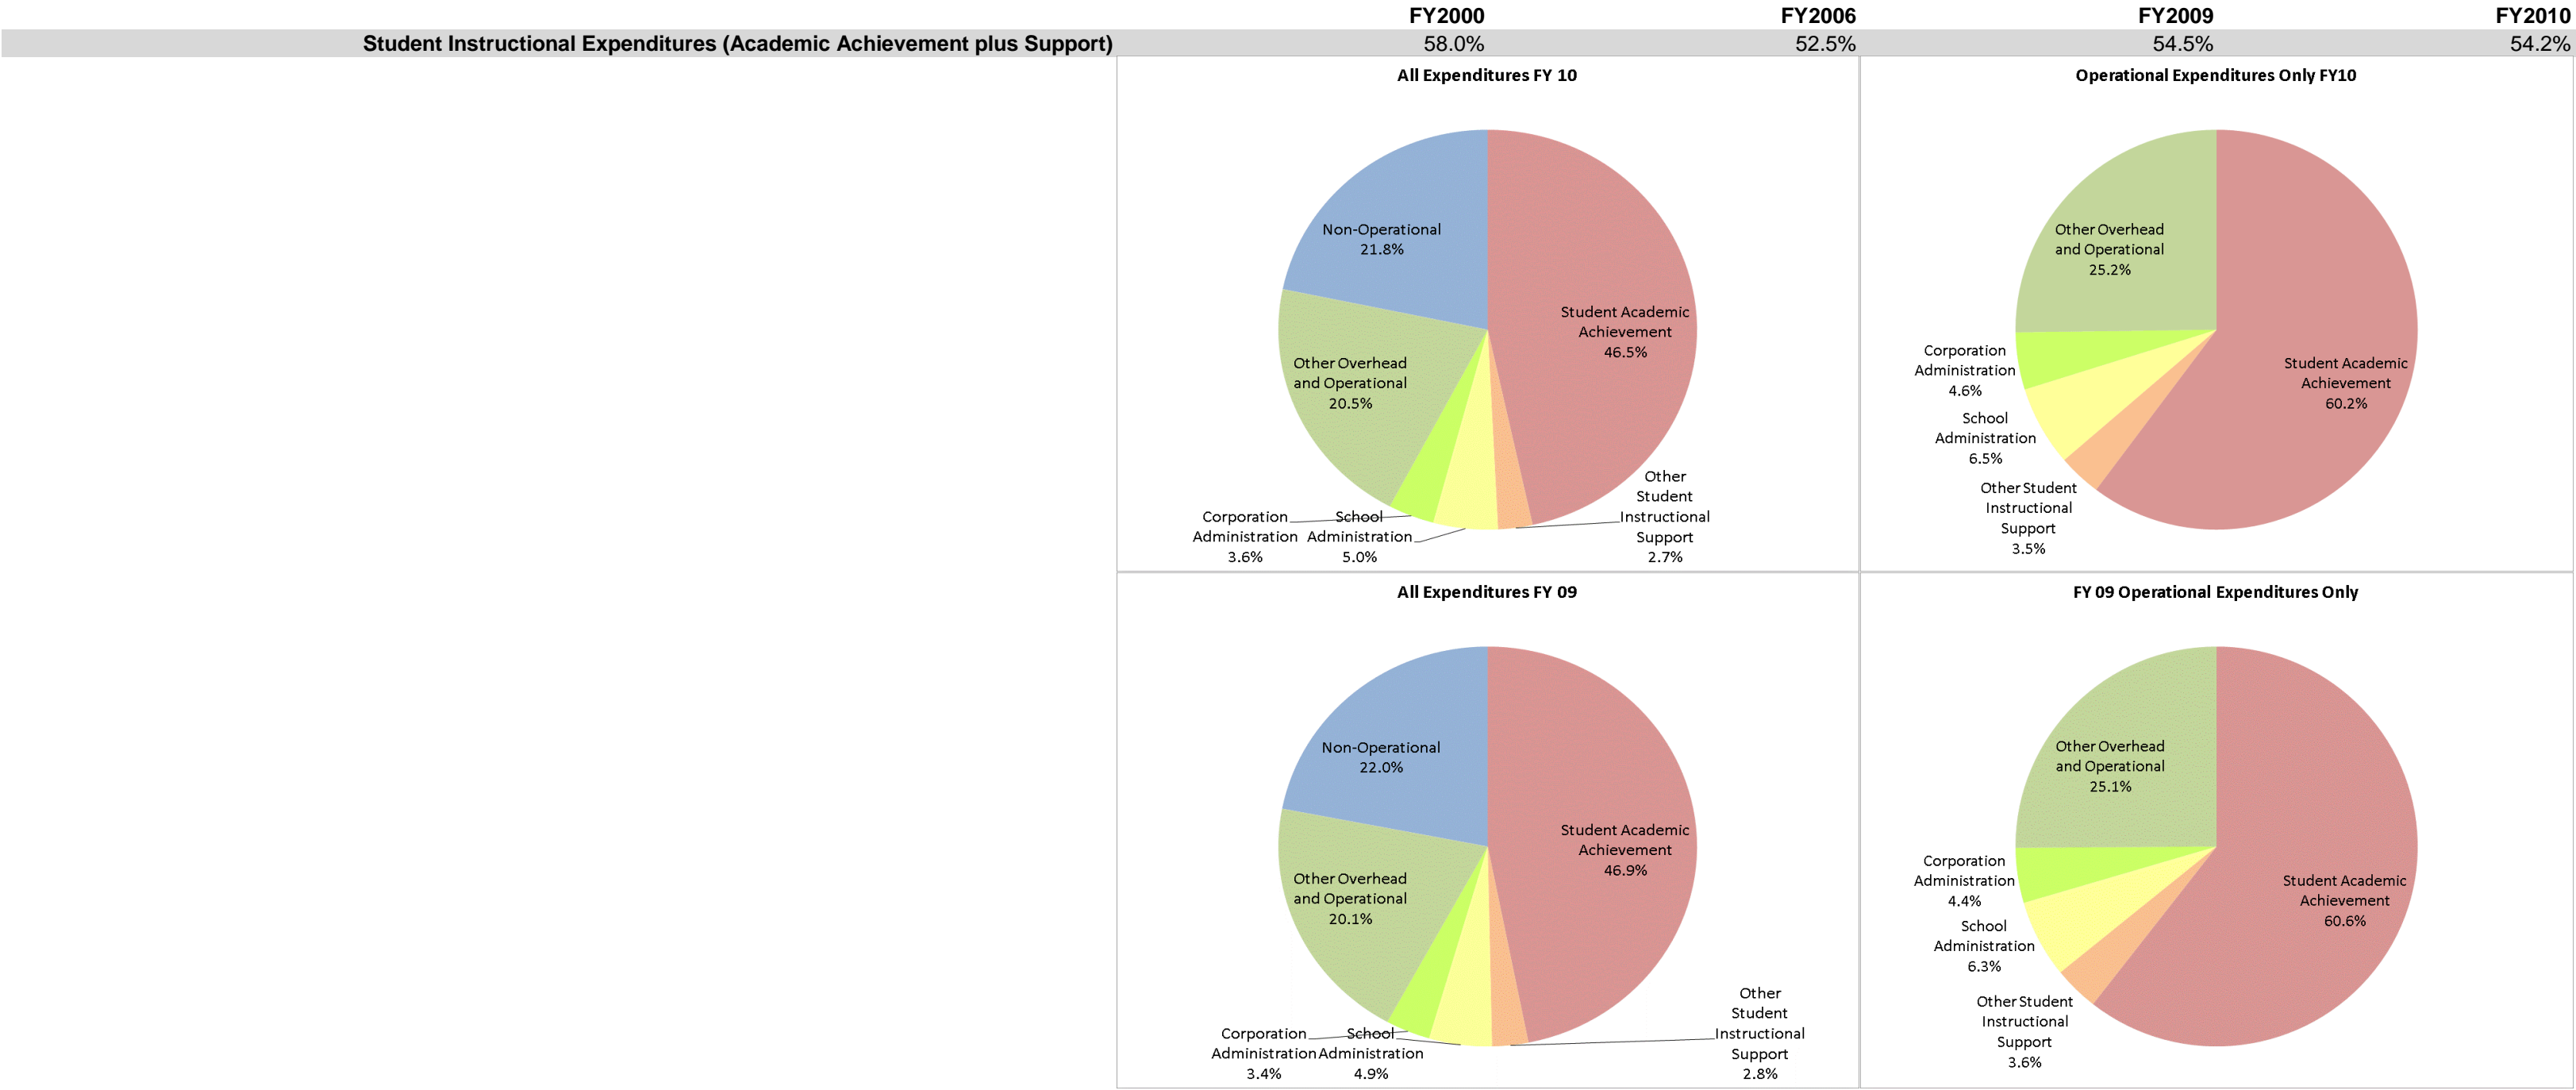 FY2000 FY2006 FY2009 FY2010
Student Instructional Expenditures (Academic Achievement plus Support) 58.0% 52.5% 54.5% 54.2%
All Expenditures FY 10
Non-Operational
21.8%
Student Academic
Achievement
46.5%
Other Overhead
and Operational
20.5%
Corporation
Administration
3.6%
School
Administration
5.0%
Other
Student
Instructional
Support
2.7%
Operational Expenditures Only FY10
Other Overhead
and Operational
25.2%
Student Academic
Achievement
60.2%
Corporation
Administration
4.6%
School
Administration
6.5%
Other Student
Instructional
Support
3.5%
All Expenditures FY 09
Non-Operational
22.0%
Student Academic
Achievement
46.9%
Other Overhead
and Operational
20.1%
Corporation
Administration
3.4%
School
Administration
4.9%
Other
Student
Instructional
Support
2.8%
FY 09 Operational Expenditures Only
Other Overhead
and Operational
25.1%
Student Academic
Achievement
60.6%
Corporation
Administration
4.4%
School
Administration
6.3%
Other Student
Instructional
Support
3.6%